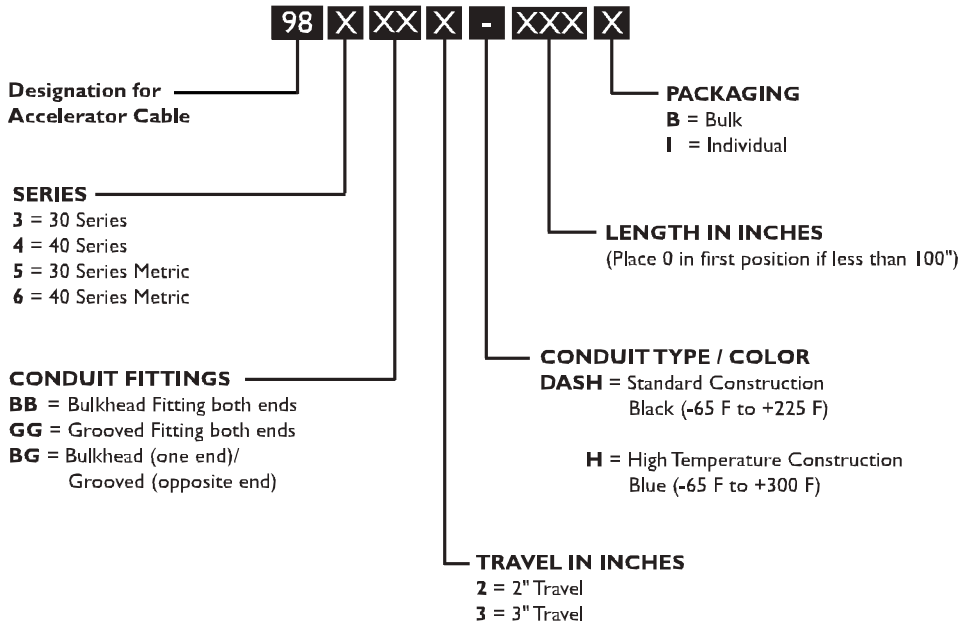 98 X XX X - XXX X
Designation for
Accelerator Cable
PACKAGING
B = Bulk
I = Individual
SERIES
3 = 30 Series
4 = 40 Series
5 = 30 Series Metric
6 = 40 Series Metric
LENGTH IN INCHES
(Place 0 in first position if less than 100")
CONDUIT FITTINGS
BB = Bulkhead Fitting both ends
GG = Grooved Fitting both ends
BG = Bulkhead (one end)/
Grooved (opposite end)
CONDUIT TYPE / COLOR
DASH = Standard Construction
Black (-65 F to +225 F)
H = High Temperature Construction
Blue (-65 F to +300 F)
TRAVEL IN INCHES
2 = 2" Travel
3 = 3" Travel